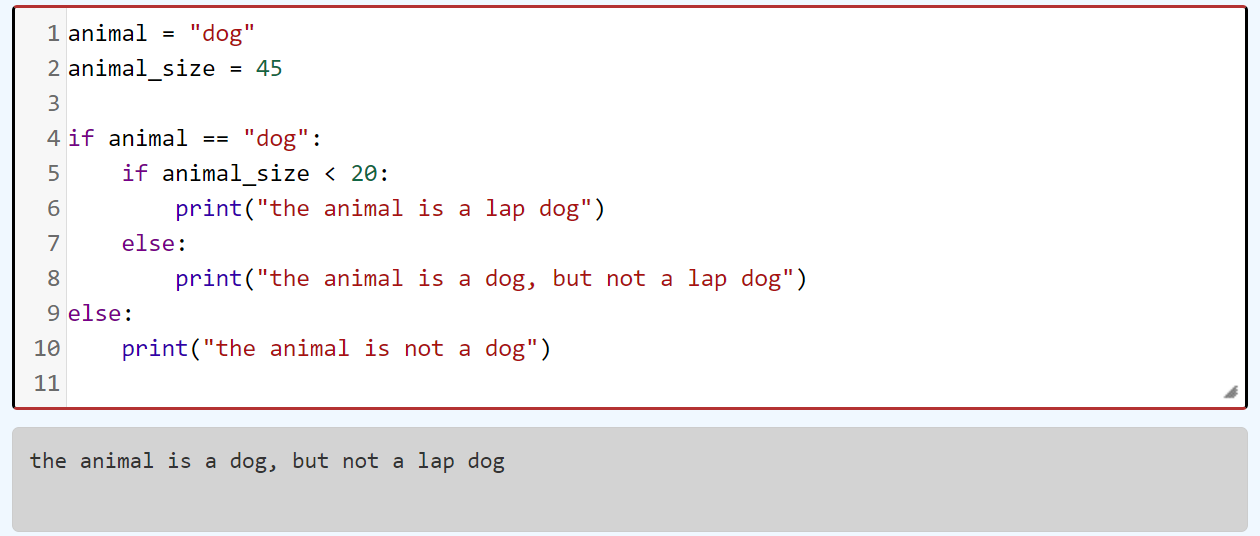 1 animal = "dog"
2 animal_size = 45
3
4 if animal == "dog":
5     if animal_size < 20:
6         print("the animal is a lap dog")
7     else:
8         print("the animal is a dog, but not a lap dog")
9 else:
10     print("the animal is not a dog")
11
the animal is a dog, but not a lap dog